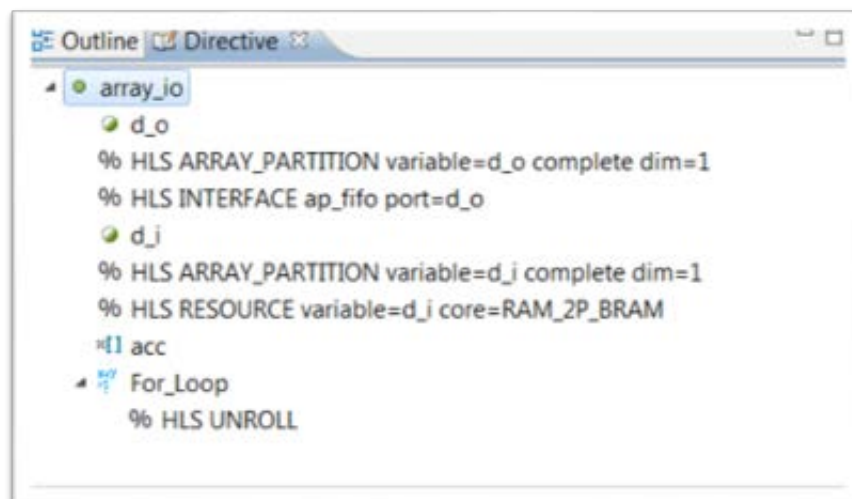 Outline Directive
array_io
d_o
% HLS ARRAY_PARTITION variable=d_o complete dim=1
% HLS INTERFACE ap_fifo port=d_o
d_i
% HLS ARRAY_PARTITION variable=d_i complete dim=1
% HLS RESOURCE variable=d_i core=RAM_2P_BRAM
acc
For_Loop
% HLS UNROLL